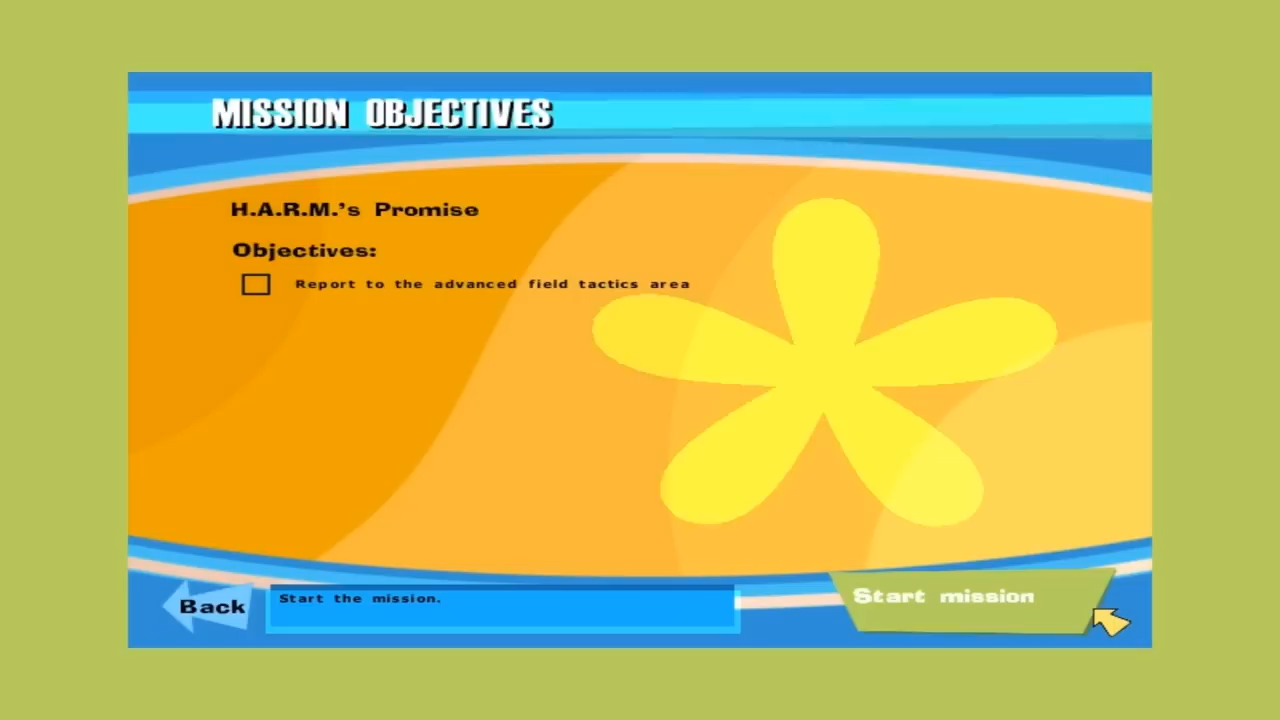 MISSION OBJECTIVES
H.A.R.M.'s Promise
Objectives:
Report to the advanced field tactics area
Back
Start the mission.
Start mission